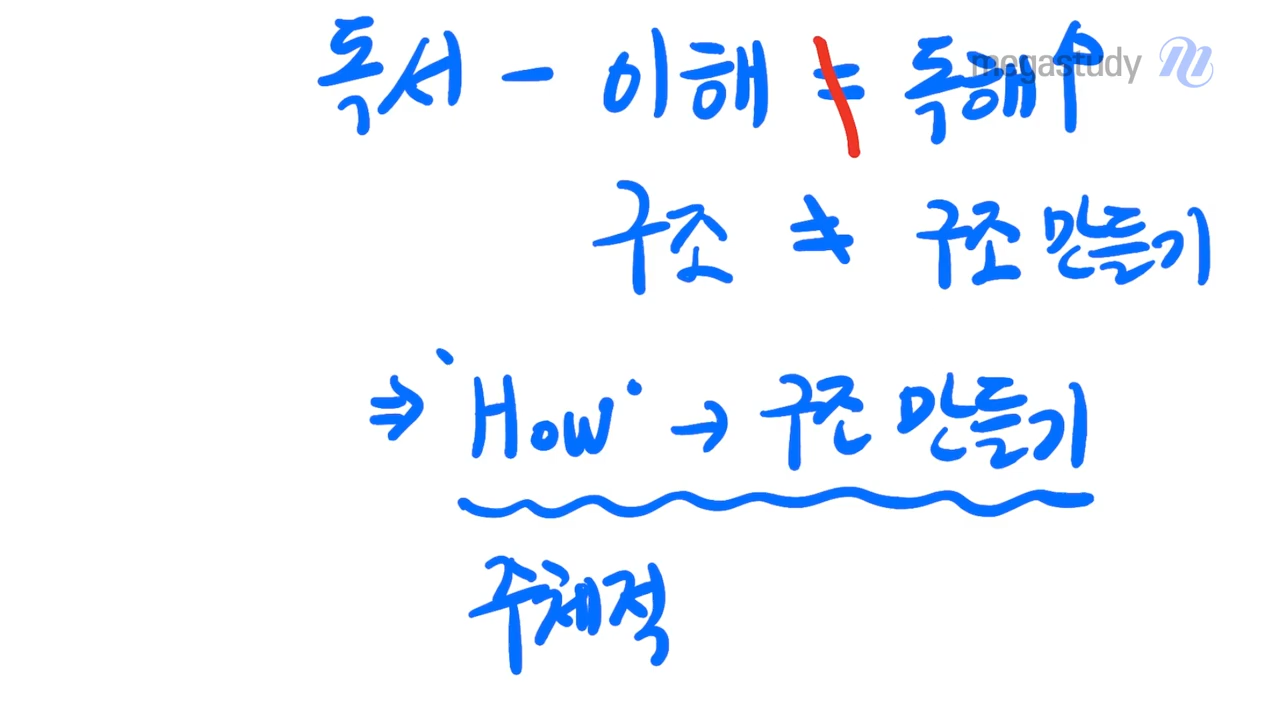 독서 - 이해 ≠ 독해↑
megastudy
구조 ≠ 구조 만들기
⇒ 'How' → 구조 만들기
주체적